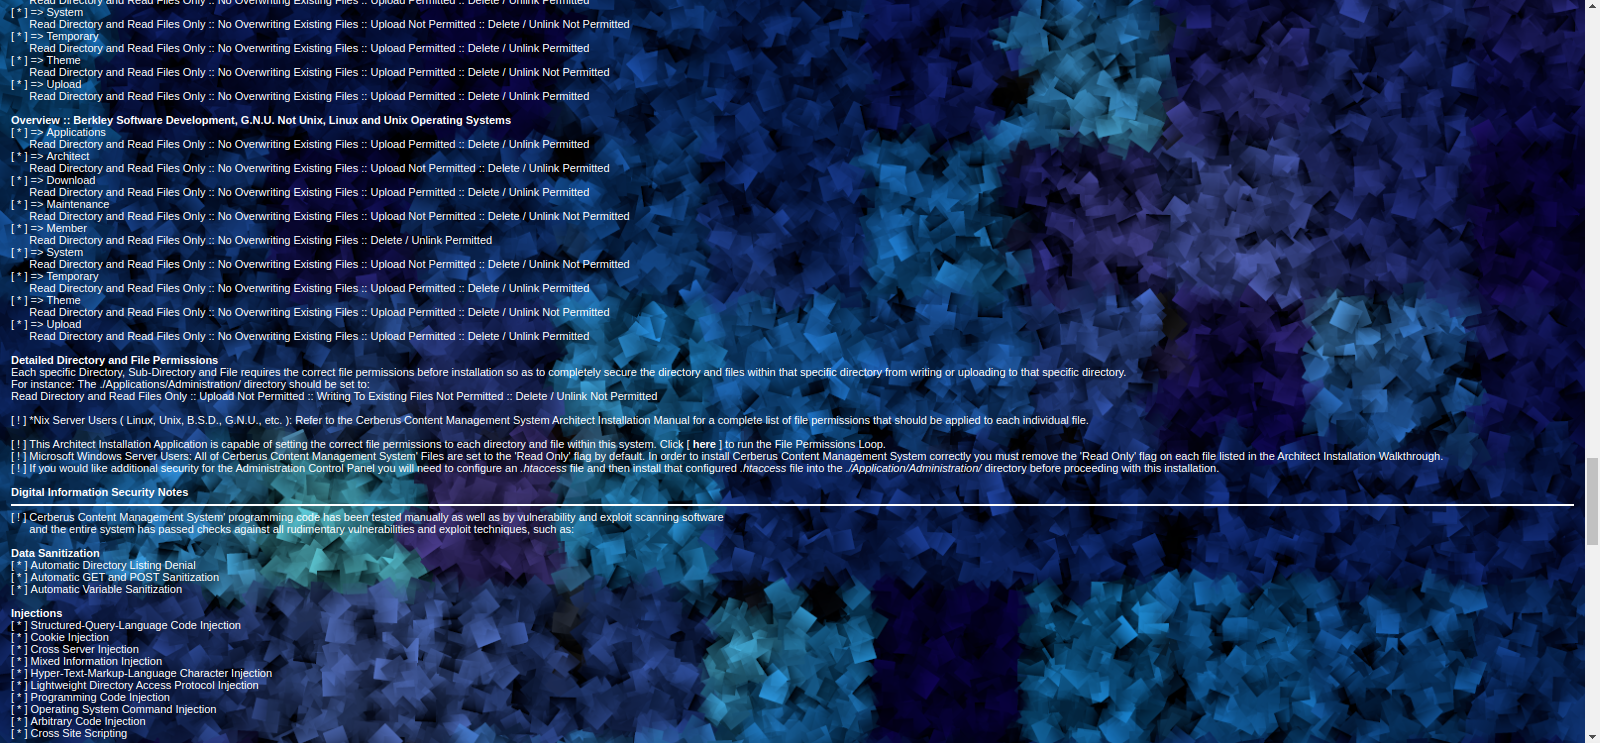 Read Directory and Read Files Only :: No Overwriting Existing Files :: Upload Permitted :: Delete / Unlink Permitted
[ * ] => System
Read Directory and Read Files Only :: No Overwriting Existing Files :: Upload Not Permitted :: Delete / Unlink Not Permitted
[ * ] => Temporary
Read Directory and Read Files Only :: No Overwriting Existing Files :: Upload Permitted :: Delete / Unlink Permitted
[ * ] => Theme
Read Directory and Read Files Only :: No Overwriting Existing Files :: Upload Permitted :: Delete / Unlink Not Permitted
[ * ] => Upload
Read Directory and Read Files Only :: No Overwriting Existing Files :: Upload Permitted :: Delete / Unlink Permitted
Overview :: Berkley Software Development, G.N.U. Not Unix, Linux and Unix Operating Systems
[ * ] => Applications
Read Directory and Read Files Only :: No Overwriting Existing Files :: Upload Permitted :: Delete / Unlink Permitted
[ * ] => Architect
Read Directory and Read Files Only :: No Overwriting Existing Files :: Upload Not Permitted :: Delete / Unlink Permitted
[ * ] => Download
Read Directory and Read Files Only :: No Overwriting Existing Files :: Upload Permitted :: Delete / Unlink Permitted
[ * ] => Maintenance
Read Directory and Read Files Only :: No Overwriting Existing Files :: Upload Not Permitted :: Delete / Unlink Not Permitted
[ * ] => Member
Read Directory and Read Files Only :: No Overwriting Existing Files :: Delete / Unlink Permitted
[ * ] => System
Read Directory and Read Files Only :: No Overwriting Existing Files :: Upload Not Permitted :: Delete / Unlink Not Permitted
[ * ] => Temporary
Read Directory and Read Files Only :: No Overwriting Existing Files :: Upload Permitted :: Delete / Unlink Permitted
[ * ] => Theme
Read Directory and Read Files Only :: No Overwriting Existing Files :: Upload Permitted :: Delete / Unlink Not Permitted
[ * ] => Upload
Read Directory and Read Files Only :: No Overwriting Existing Files :: Upload Permitted :: Delete / Unlink Permitted
Detailed Directory and File Permissions
Each specific Directory, Sub-Directory and File requires the correct file permissions before installation so as to completely secure the directory and files within that specific directory from writing or uploading to that specific directory.
For instance: The ./Applications/Administration/ directory should be set to:
Read Directory and Read Files Only :: Upload Not Permitted :: Writing To Existing Files Not Permitted :: Delete / Unlink Not Permitted
[ ! ] *Nix Server Users ( Linux, Unix, B.S.D., G.N.U., etc. ): Refer to the Cerberus Content Management System Architect Installation Manual for a complete list of file permissions that should be applied to each individual file.
[ ! ] This Architect Installation Application is capable of setting the correct file permissions to each directory and file within this system. Click [ here ] to run the File Permissions Loop.
[ ! ] Microsoft Windows Server Users: All of Cerberus Content Management System' Files are set to the 'Read Only' flag by default. In order to install Cerberus Content Management System correctly you must remove the 'Read Only' flag on each file listed in the Architect Installation Walkthrough.
[ ! ] If you would like additional security for the Administration Control Panel you will need to configure an .htaccess file and then install that configured .htaccess file into the ./Application/Administration/ directory before proceeding with this installation.
Digital Information Security Notes
[ ! ] Cerberus Content Management System' programming code has been tested manually as well as by vulnerability and exploit scanning software
and the entire system has passed checks against all rudimentary vulnerabilities and exploit techniques, such as:
Data Sanitization
[ * ] Automatic Directory Listing Denial
[ * ] Automatic GET and POST Sanitization
[ * ] Automatic Variable Sanitization
Injections
[ * ] Structured-Query-Language Code Injection
[ * ] Cookie Injection
[ * ] Cross Server Injection
[ * ] Mixed Information Injection
[ * ] Hyper-Text-Markup-Language Character Injection
[ * ] Lightweight Directory Access Protocol Injection
[ * ] Programming Code Injection
[ * ] Operating System Command Injection
[ * ] Arbitrary Code Injection
[ * ] Cross Site Scripting